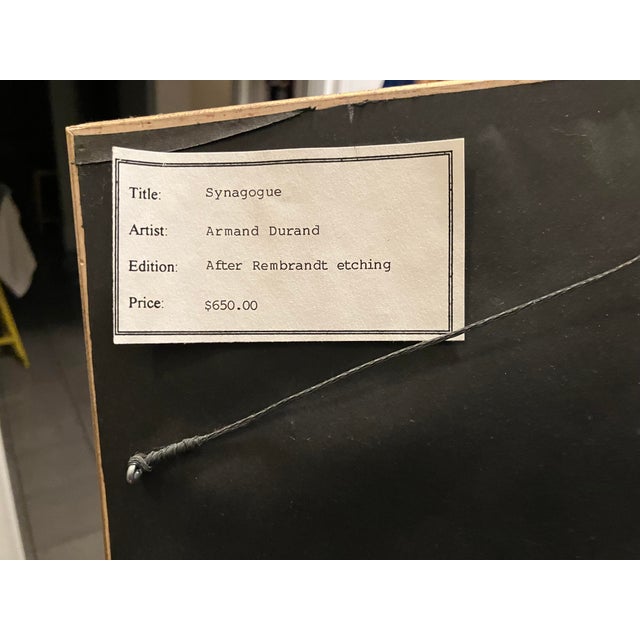 Title: Synagogue
Artist: Armand Durand
Edition: After Rembrandt etching
Price: $650.00